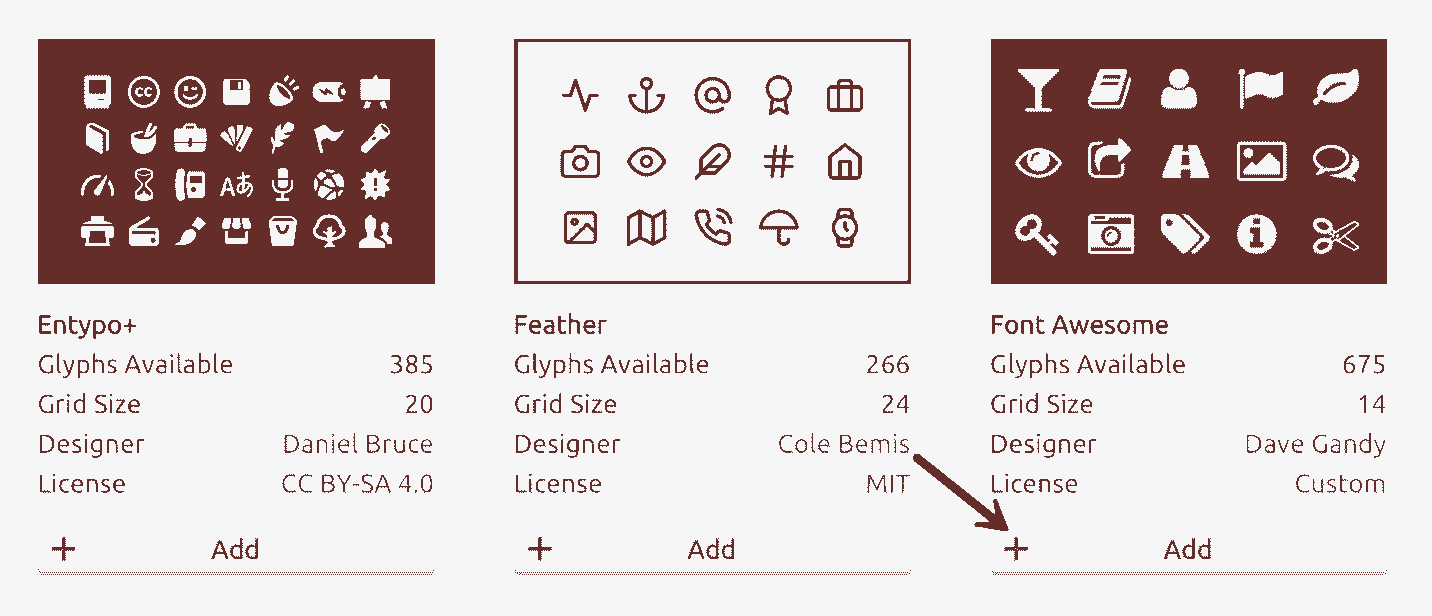 Entypo+
Glyphs Available 385
Grid Size 20
Designer Daniel Bruce
License CC BY-SA 4.0
+ Add
Feather
Glyphs Available 266
Grid Size 24
Designer Cole Bemis
License MIT
+ Add
Font Awesome
Glyphs Available 675
Grid Size 14
Designer Dave Gandy
License Custom
+ Add